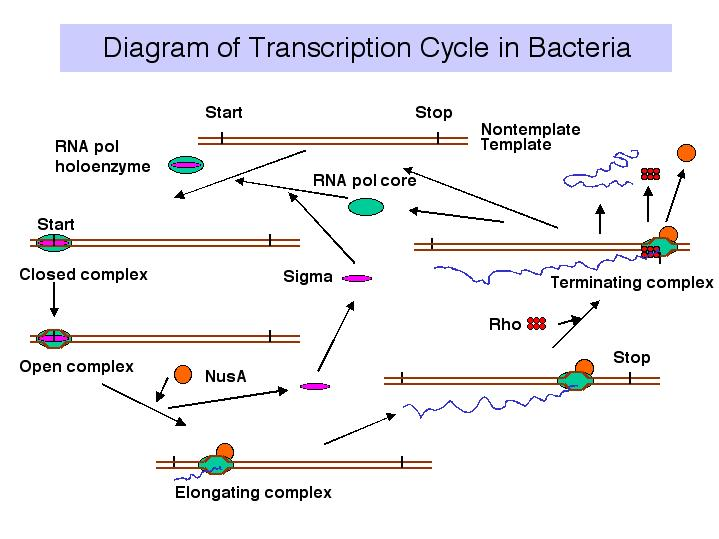 Diagram of Transcription Cycle in Bacteria
Start
Stop
Nontemplate
Template
RNA pol
holoenzyme
RNA pol core
Start
Closed complex
Sigma
Terminating complex
Rho
Stop
Open complex
NusA
Elongating complex